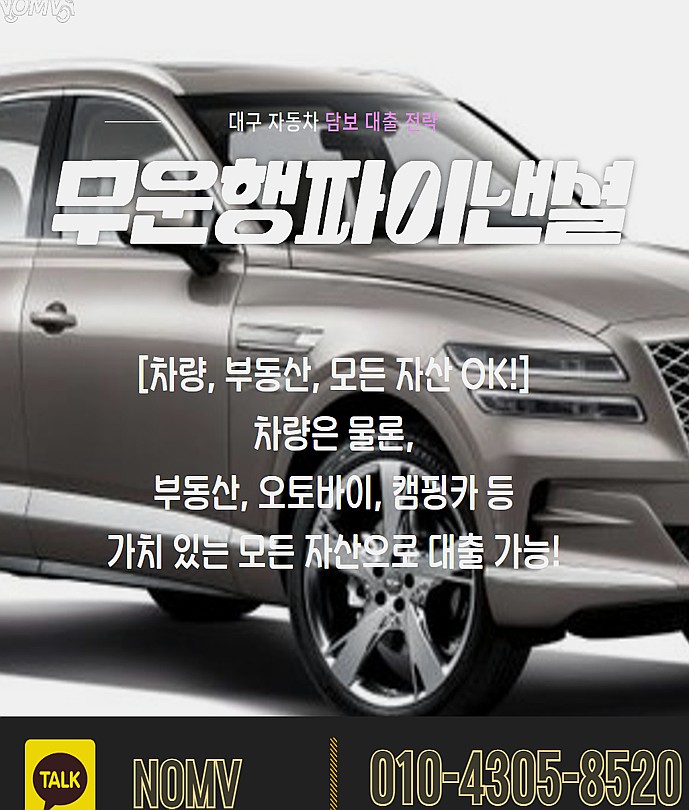 NOMV
대구 자동차 담보 대출 전략
무운행파이낸셜
[차량, 부동산, 모든 자산 OK!]
차량은 물론,
부동산, 오토바이, 캠핑카 등
가치 있는 모든 자산으로 대출 가능!
TALK
NOMV
010-4305-8520